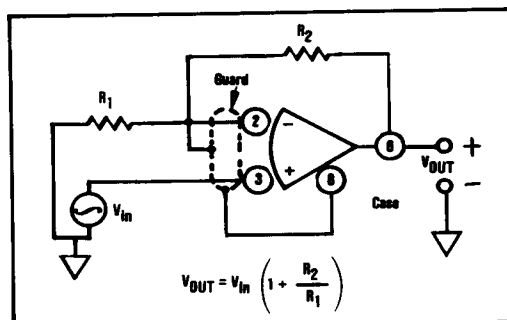 R2
Guard
R1
2
−
6
+
VOUT
−
3
+
8
Case
Vin
VOUT = Vin (1 + R2/R1)